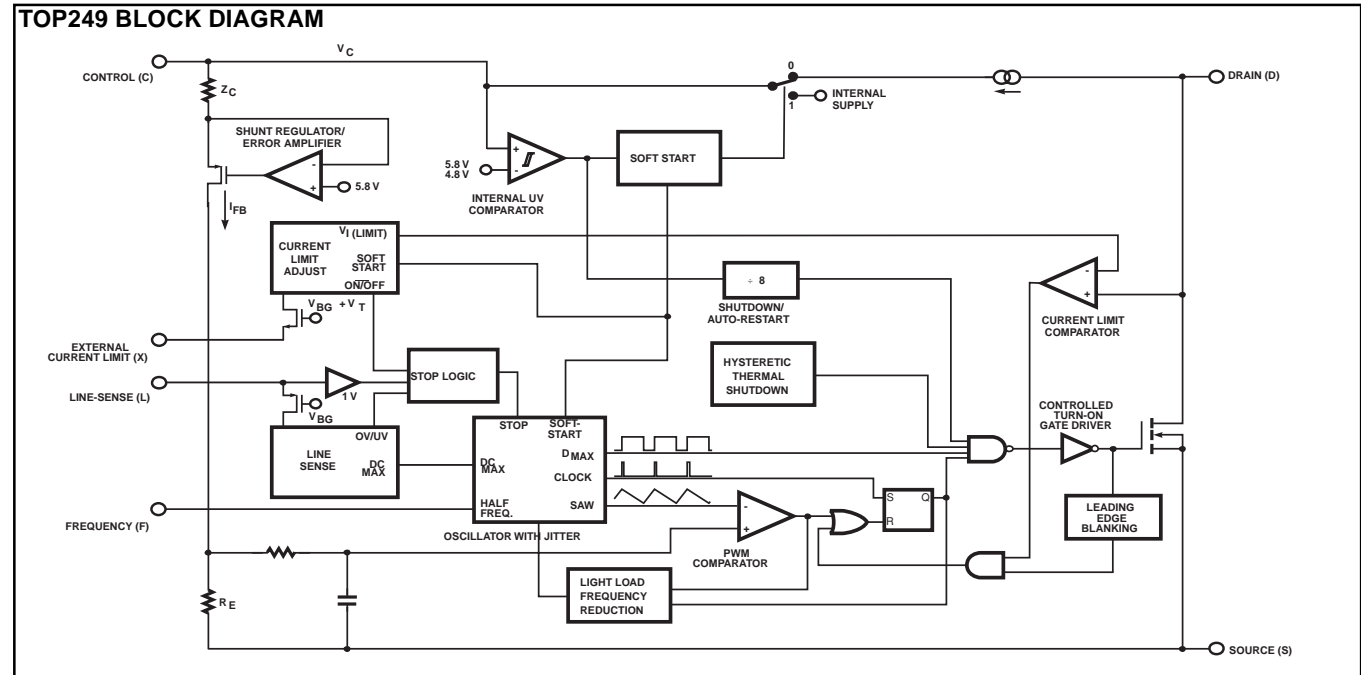 TOP249 BLOCK DIAGRAM
V C
0
CONTROL (C)
DRAIN (D)
Z C
INTERNAL
SUPPLY
1
SHUNT REGULATOR/
ERROR AMPLIFIER
+
-
SOFT START
5.8 V
4.8 V
-
+
5.8 V
INTERNAL UV
COMPARATOR
I FB
V I (LIMIT)
CURRENT
LIMIT
ADJUST
SOFT
START
ON/OFF
÷ 8
-
+
SHUTDOWN/
AUTO-RESTART
CURRENT LIMIT
COMPARATOR
V BG + V T
EXTERNAL
CURRENT LIMIT (X)
HYSTERETIC
THERMAL
SHUTDOWN
STOP LOGIC
LINE-SENSE (L)
1 V
V BG
CONTROLLED
TURN-ON
GATE DRIVER
STOP
SOFT-
START
OV/UV
LINE
SENSE
DC
MAX
DC
MAX
D MAX
CLOCK
HALF
FREQ.
SAW
-
+
S
Q
R
LEADING
EDGE
BLANKING
FREQUENCY (F)
OSCILLATOR WITH JITTER
PWM
COMPARATOR
LIGHT LOAD
FREQUENCY
REDUCTION
R E
SOURCE (S)